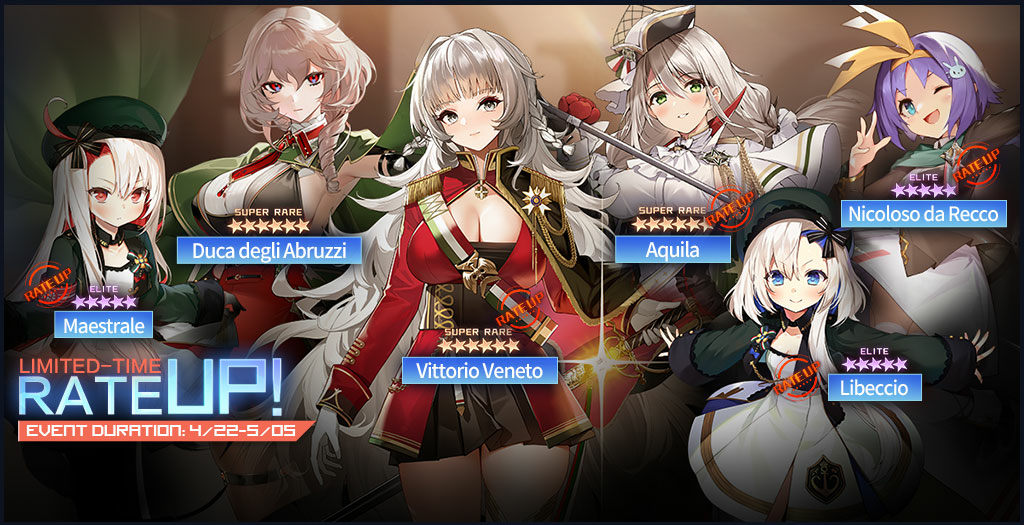 SUPER RARE
Duca degli Abruzzi
RATE UP
ELITE
Maestrale
SUPER RARE
RATE UP
Vittorio Veneto
SUPER RARE
RATE UP
Aquila
ELITE
RATE UP
Nicoloso da Recco
ELITE
RATE UP
Libeccio
LIMITED-TIME
RATE UP!
EVENT DURATION: 4/22-5/05